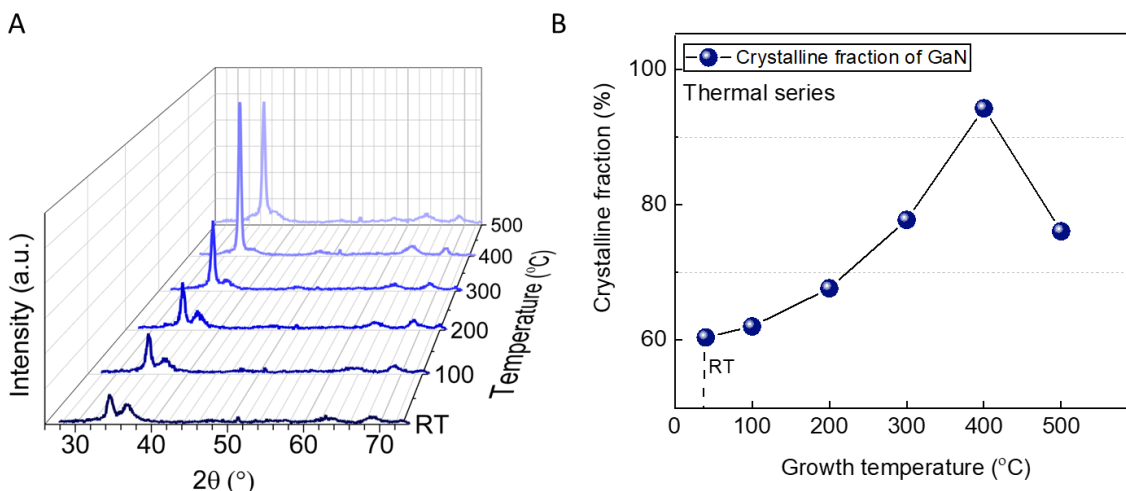 A
Intensity (a.u.)
30 40 50 60 70
2θ (°)
RT
100
200
300
400
500
Temperature (°C)
B
Crystalline fraction of GaN
Thermal series
Crystalline fraction (%)
100
80
60
RT
0 100 200 300 400 500
Growth temperature (°C)